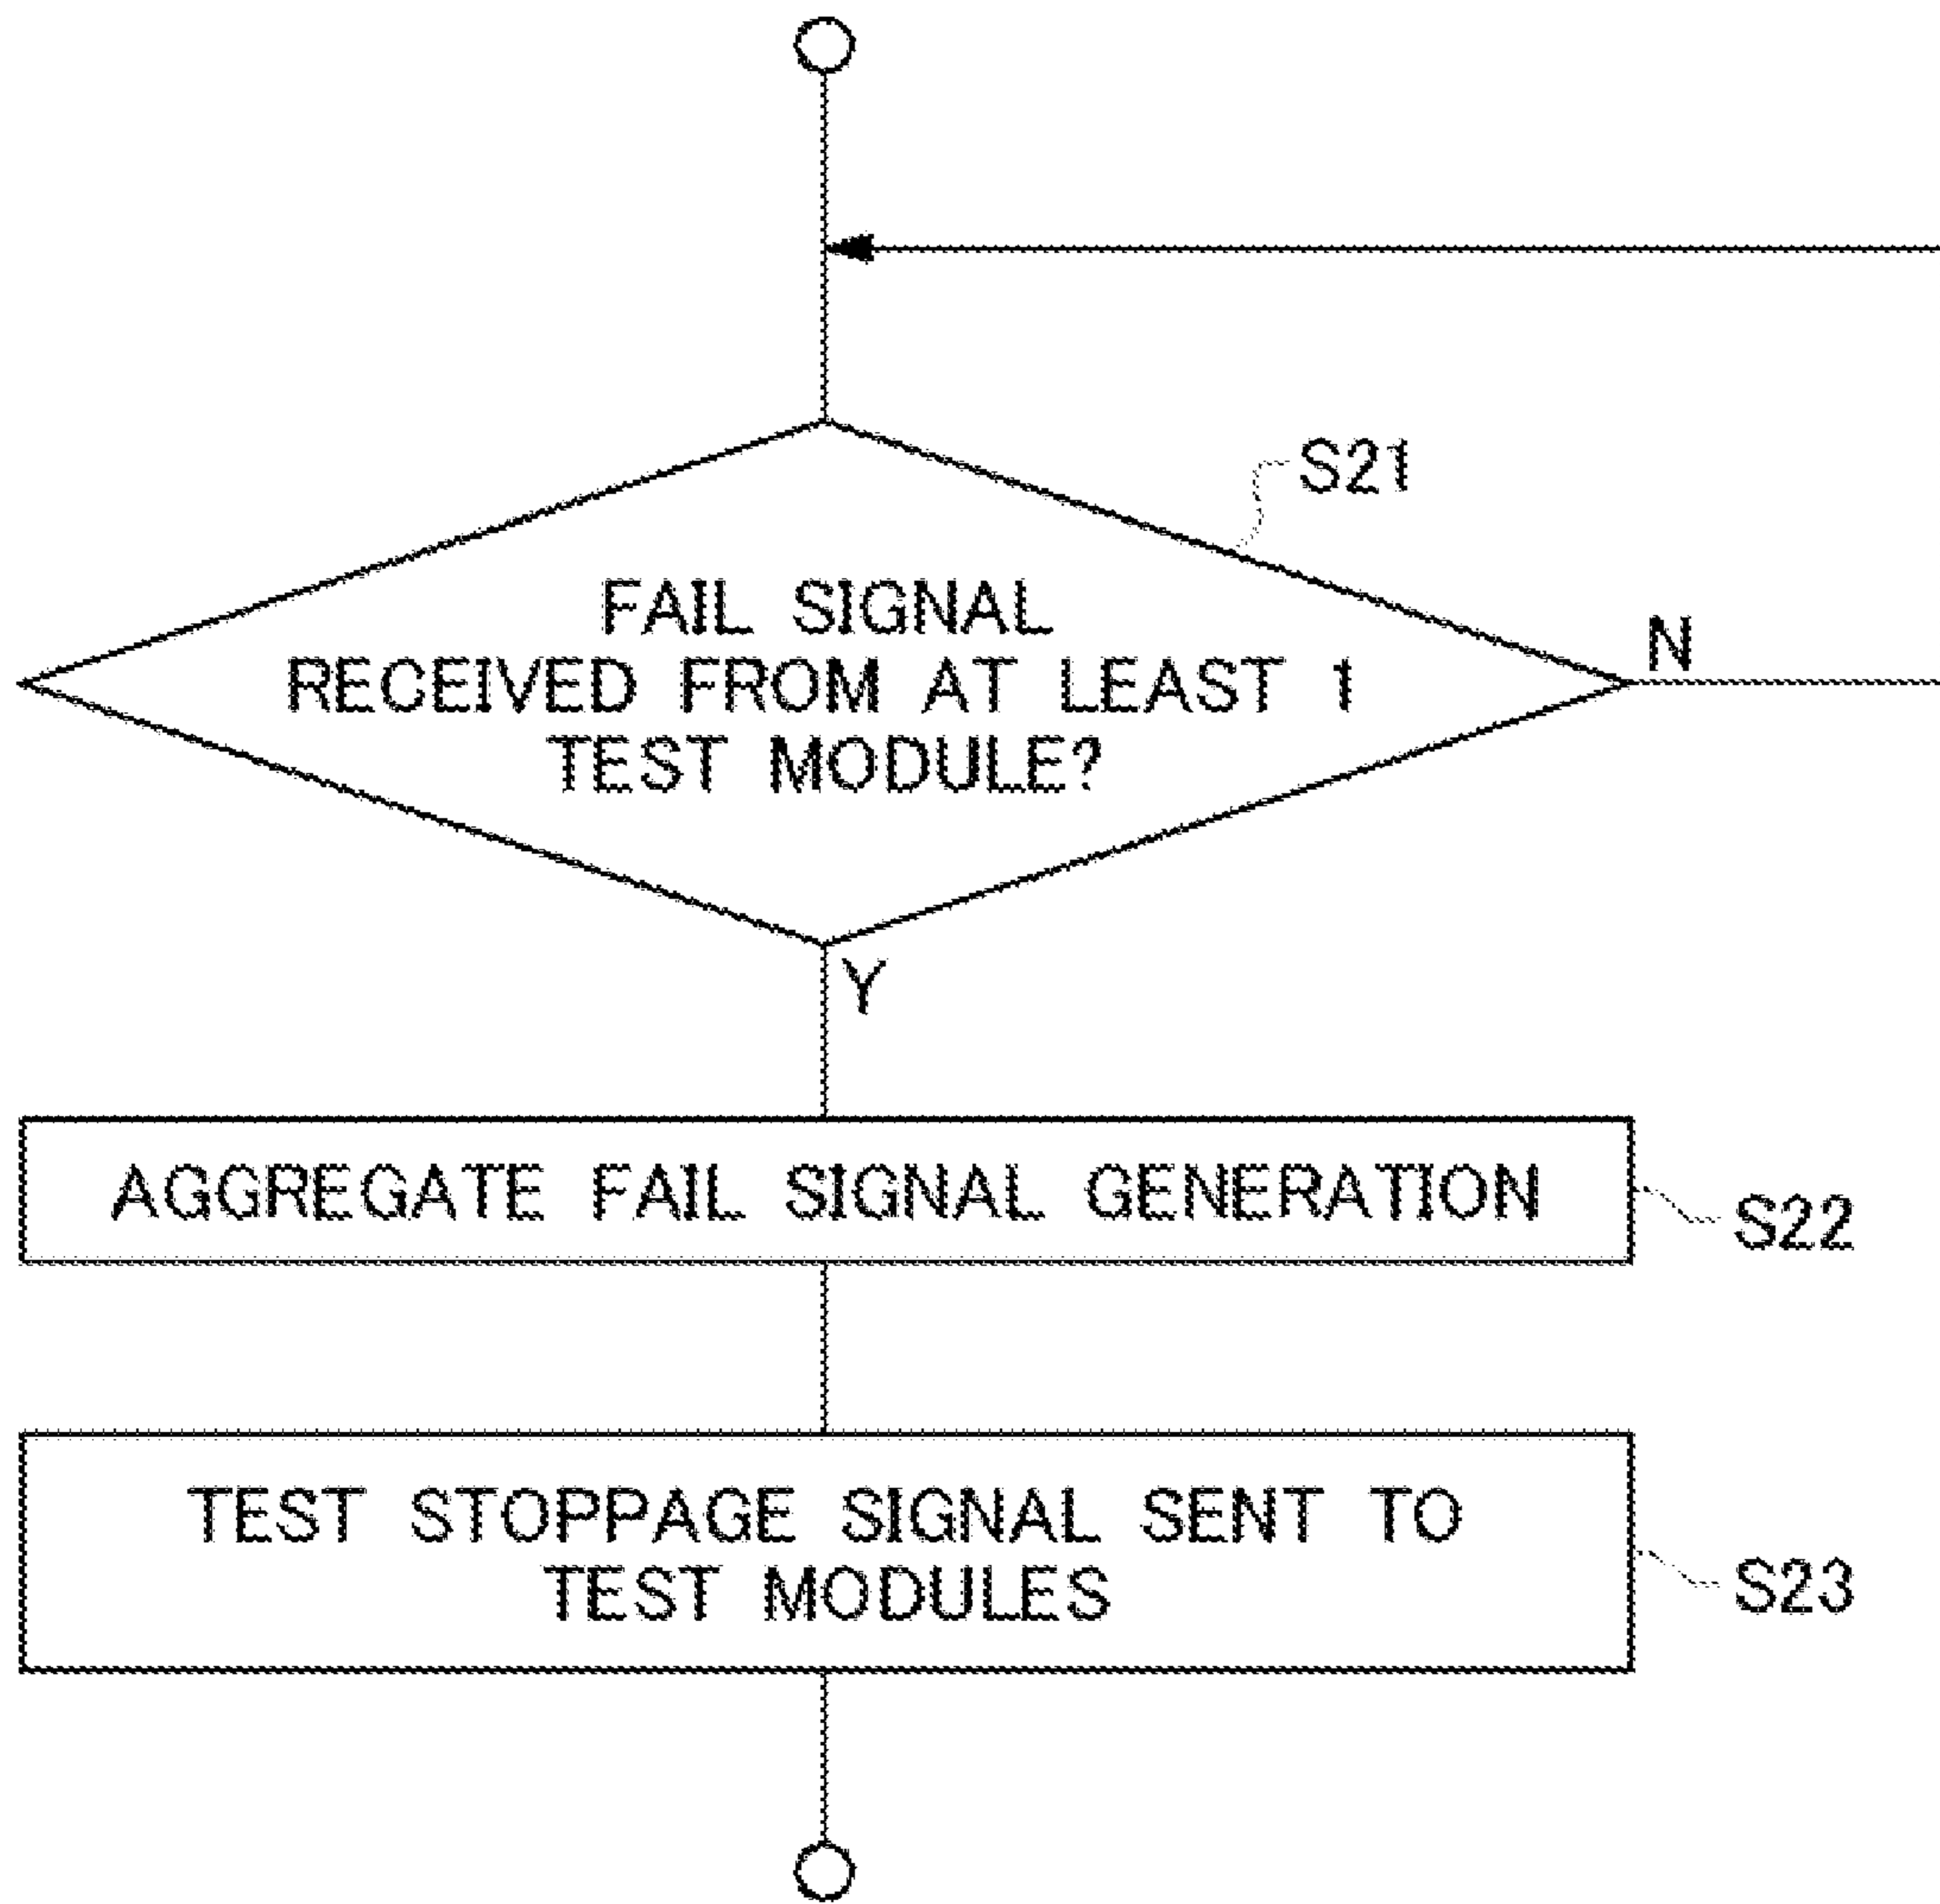 S21
FAIL SIGNAL
RECEIVED FROM AT LEAST 1
TEST MODULE?
N
Y
AGGREGATE FAIL SIGNAL GENERATION
S22
TEST STOPPAGE SIGNAL SENT TO
TEST MODULES
S23